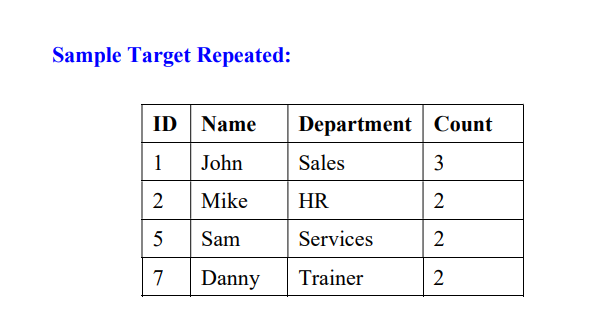 Sample Target Repeated:
ID Name Department Count
1 John Sales 3
2 Mike HR 2
5 Sam Services 2
7 Danny Trainer 2